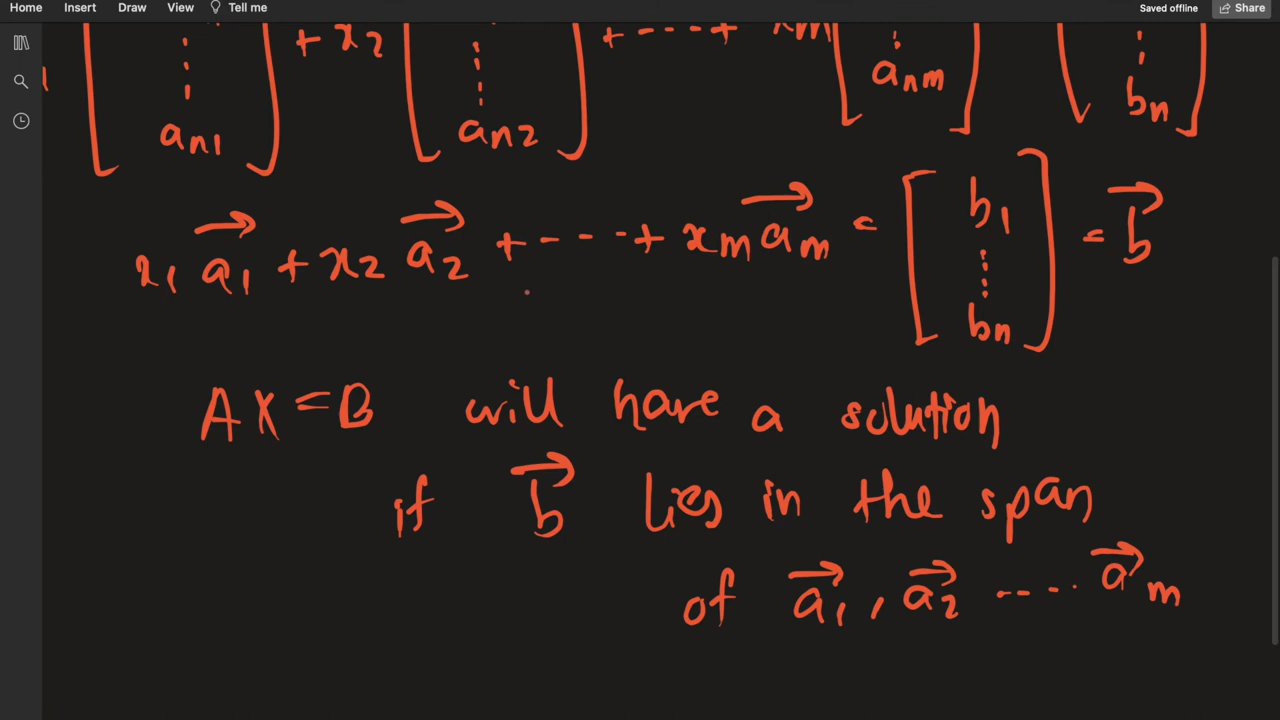 Home Insert Draw View Tell me Saved offline Share
+ x2 + ---- + xm
an1 an2 anm bn
x1 a1 + x2 a2 + ---- + xm am = [ b1 ⋮ bn ] = b
AX = B will have a solution
if b lies in the span
of a1, a2 ---- am